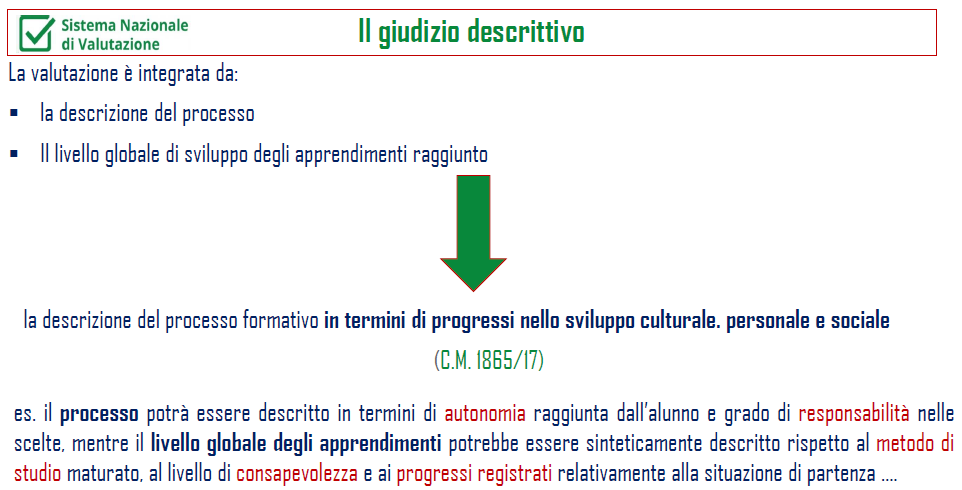 Sistema Nazionale
di Valutazione
Il giudizio descrittivo
La valutazione è integrata da:
▪ la descrizione del processo
▪ Il livello globale di sviluppo degli apprendimenti raggiunto
la descrizione del processo formativo in termini di progressi nello sviluppo culturale. personale e sociale
(C.M. 1865/17)
es. il processo potrà essere descritto in termini di autonomia raggiunta dall'alunno e grado di responsabilità nelle
scelte, mentre il livello globale degli apprendimenti potrebbe essere sinteticamente descritto rispetto al metodo di
studio maturato, al livello di consapevolezza e ai progressi registrati relativamente alla situazione di partenza ....